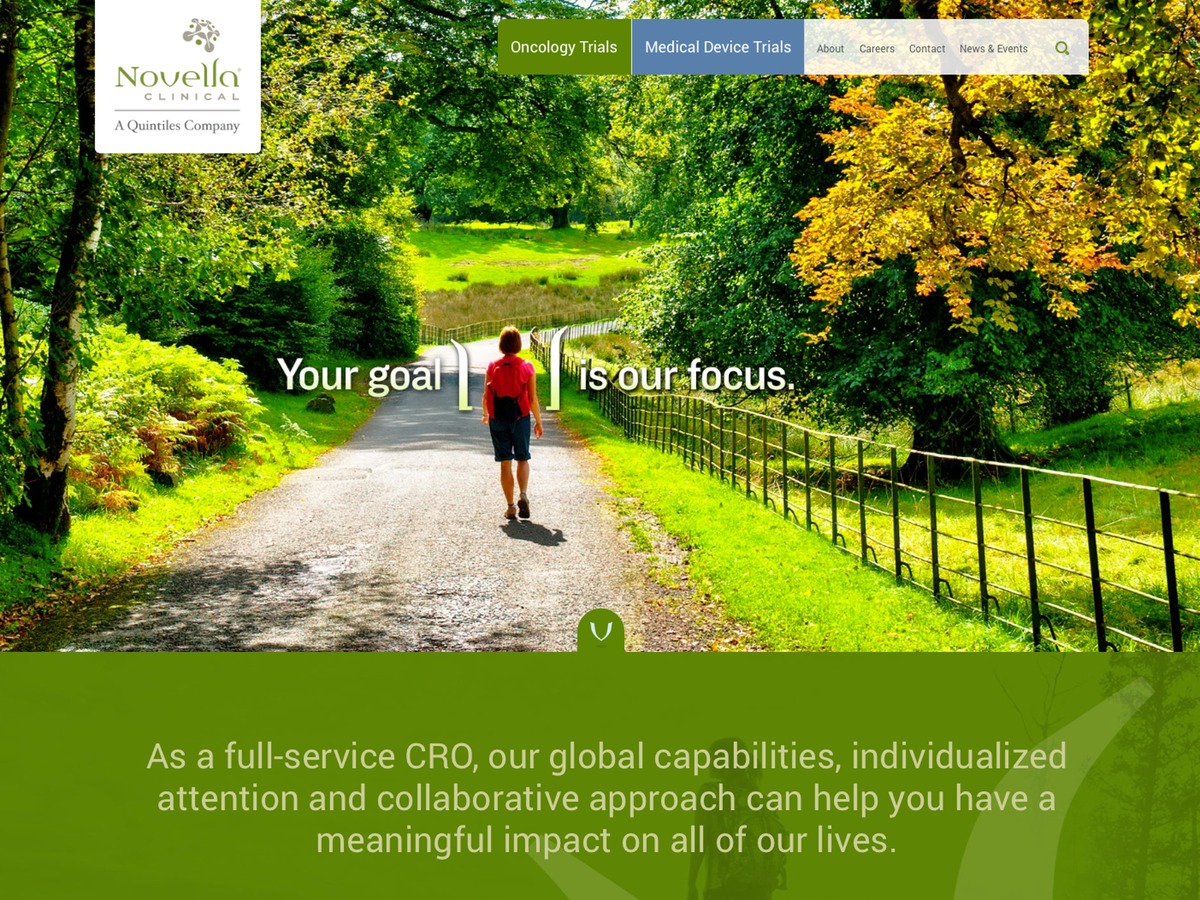 Novella®
CLINICAL
A Quintiles Company
Oncology Trials
Medical Device Trials
About
Careers
Contact
News & Events
Your goal is our focus.
As a full-service CRO, our global capabilities, individualized
attention and collaborative approach can help you have a
meaningful impact on all of our lives.